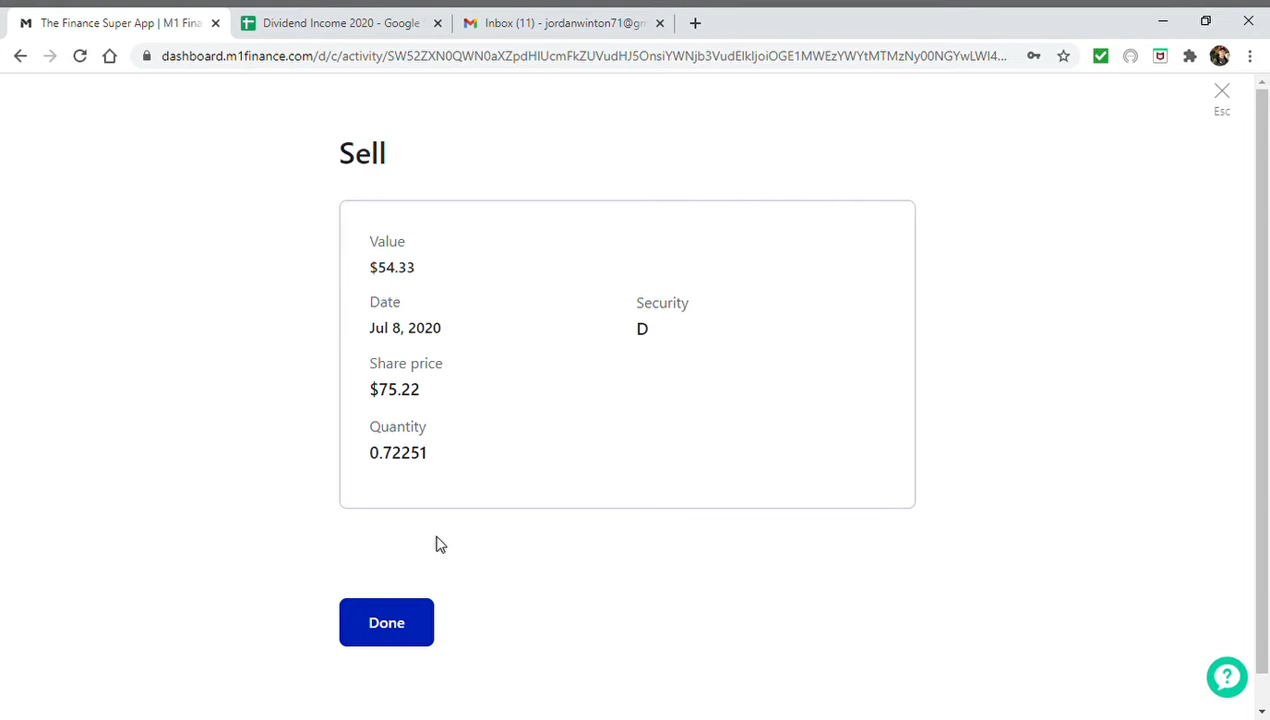 The Finance Super App | M1 Fina
Dividend Income 2020 - Google
Inbox (11) - jordanwinton71@gm
dashboard.m1finance.com/d/c/activity/SW52ZXN0QWN0aXZpdHlUcmFkZUVudHJ5OnsiYWNjb3VudElkIjoiOGE1MWEzYWYtMTMzNy00NGYwLWI4...
Esc
Sell
Value
$54.33
Date
Security
Jul 8, 2020
D
Share price
$75.22
Quantity
0.72251
Done